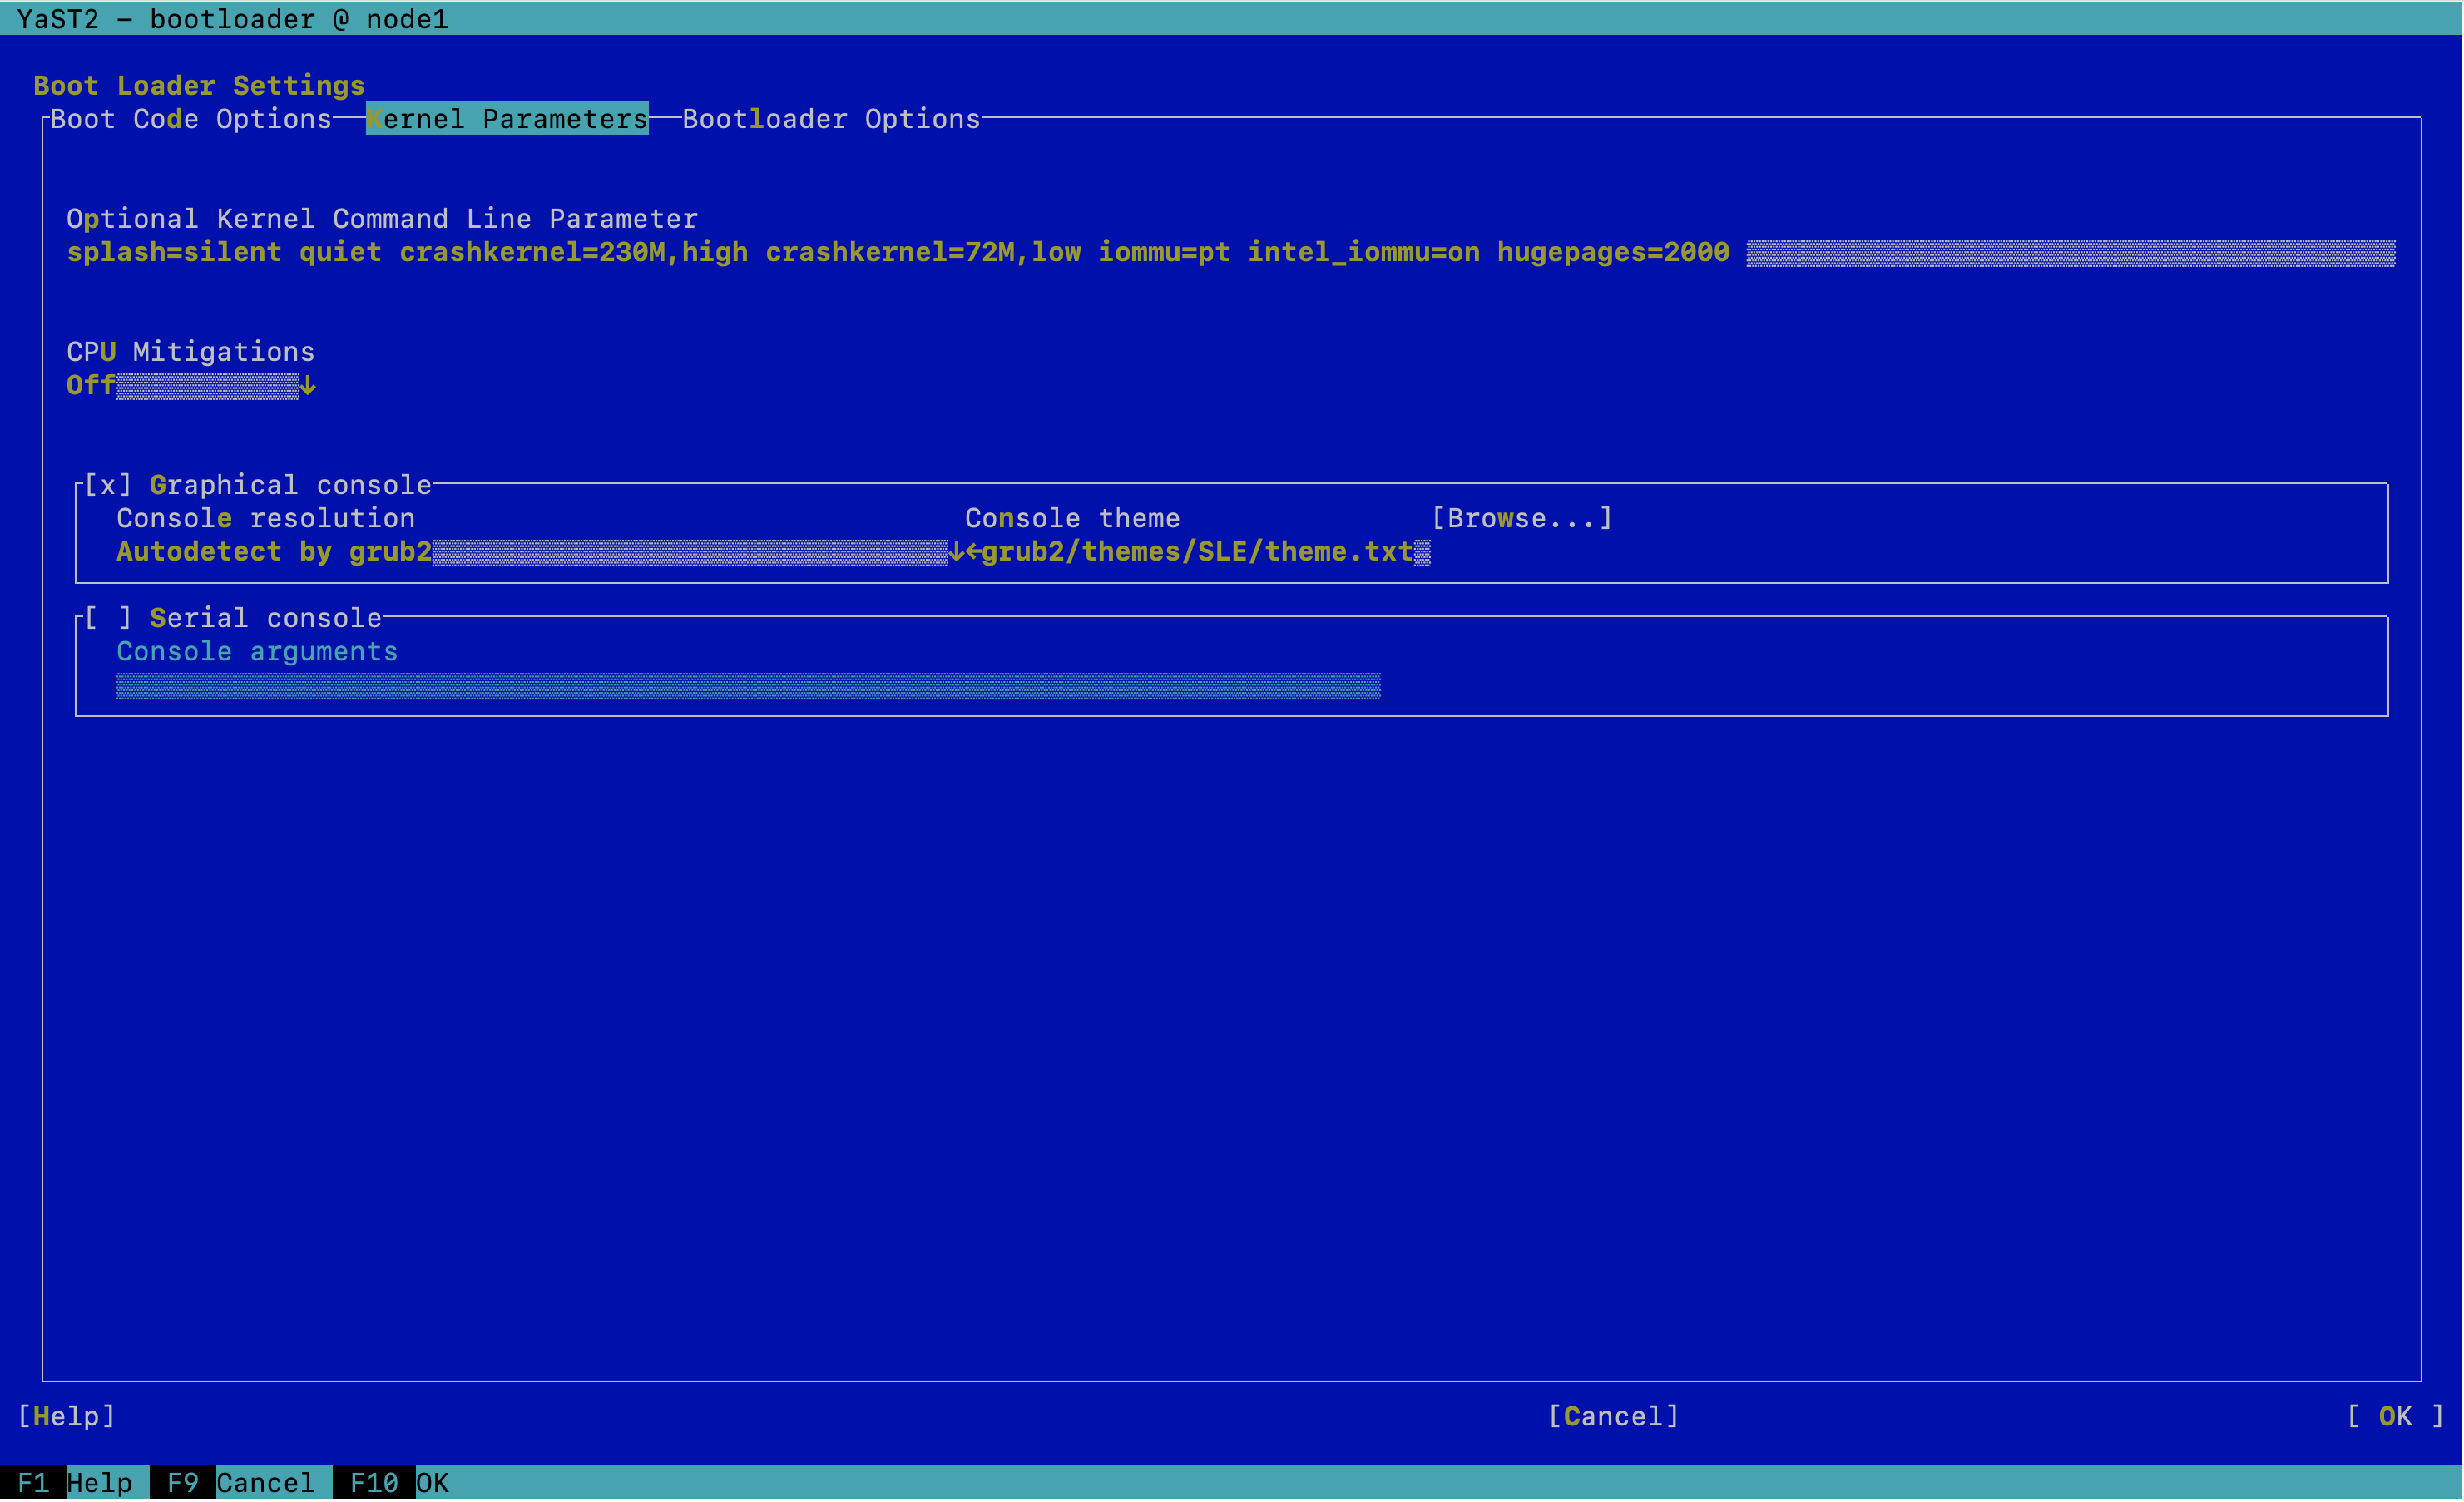 YaST2 – bootloader @ node1
Boot Loader Settings
Boot Code Options Kernel Parameters Bootloader Options
Optional Kernel Command Line Parameter
splash=silent quiet crashkernel=230M,high crashkernel=72M,low iommu=pt intel_iommu=on hugepages=2000
CPU Mitigations
Off↓
[x] Graphical console
Console resolution Console theme [Browse...]
Autodetect by grub2↓←grub2/themes/SLE/theme.txt
[ ] Serial console
Console arguments
[Help] [Cancel] [ OK ]
F1 Help F9 Cancel F10 OK